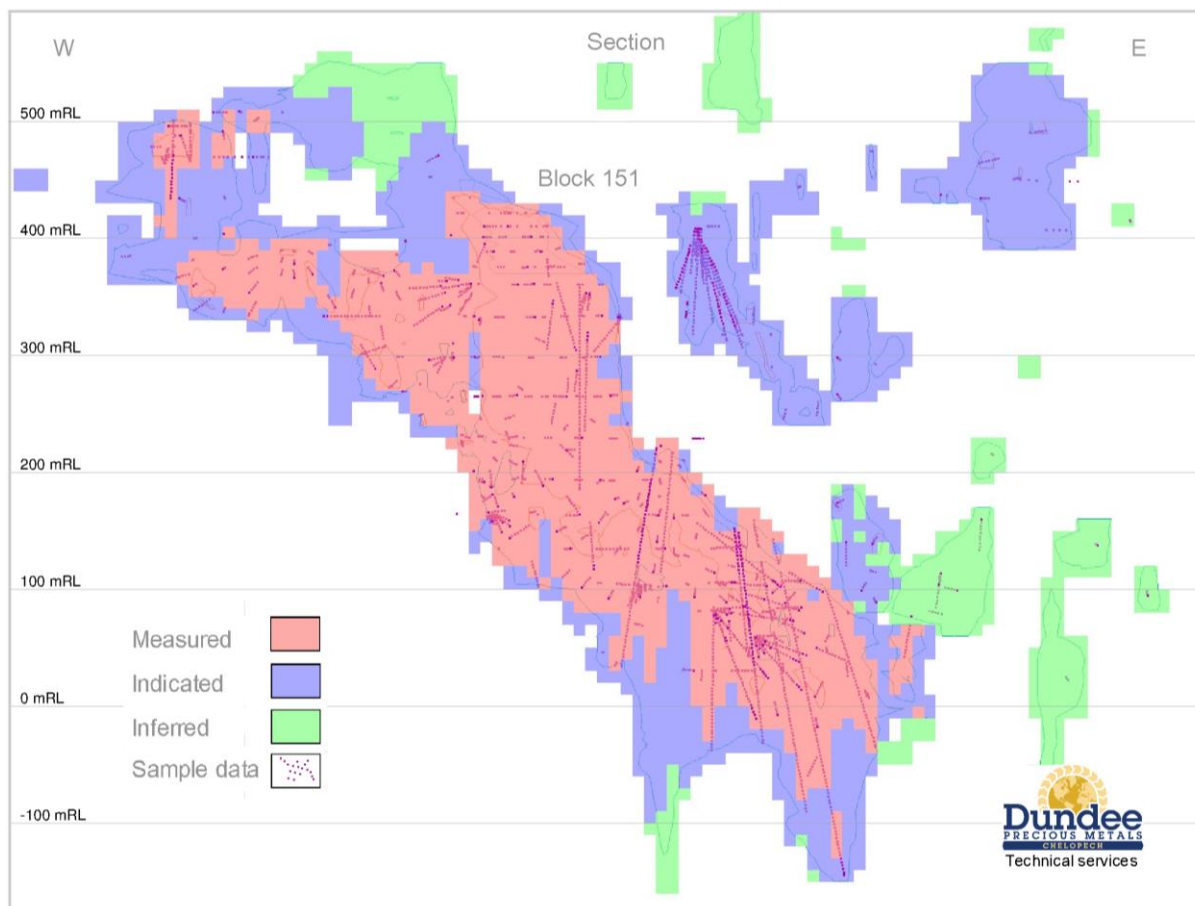 W
Section
E
500 mRL
Block 151
400 mRL
300 mRL
200 mRL
100 mRL
Measured
Indicated
0 mRL
Inferred
Sample data
-100 mRL
Dundee
PRECIOUS METALS
CHELOPECH
Technical services